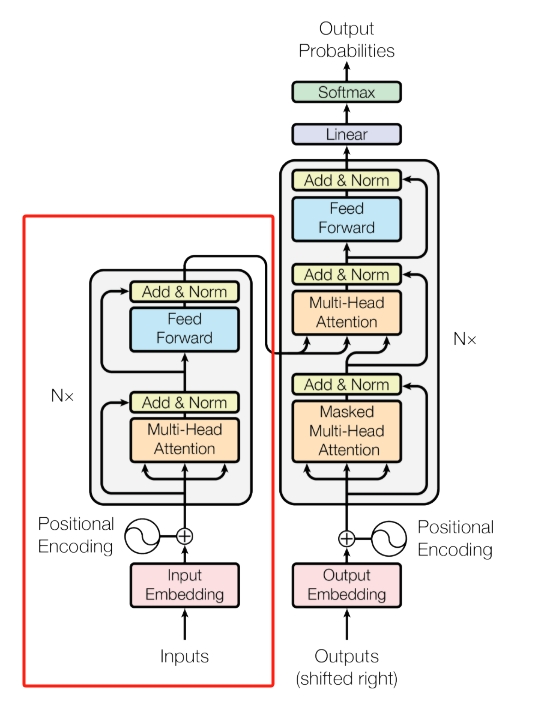 Output
Probabilities
Softmax
Linear
Add & Norm
Feed
Forward
Add & Norm
Multi-Head
Attention
Add & Norm
Masked
Multi-Head
Attention
N×
Positional
Encoding
Output
Embedding
Outputs
(shifted right)
Add & Norm
Feed
Forward
Add & Norm
Multi-Head
Attention
N×
Positional
Encoding
Input
Embedding
Inputs